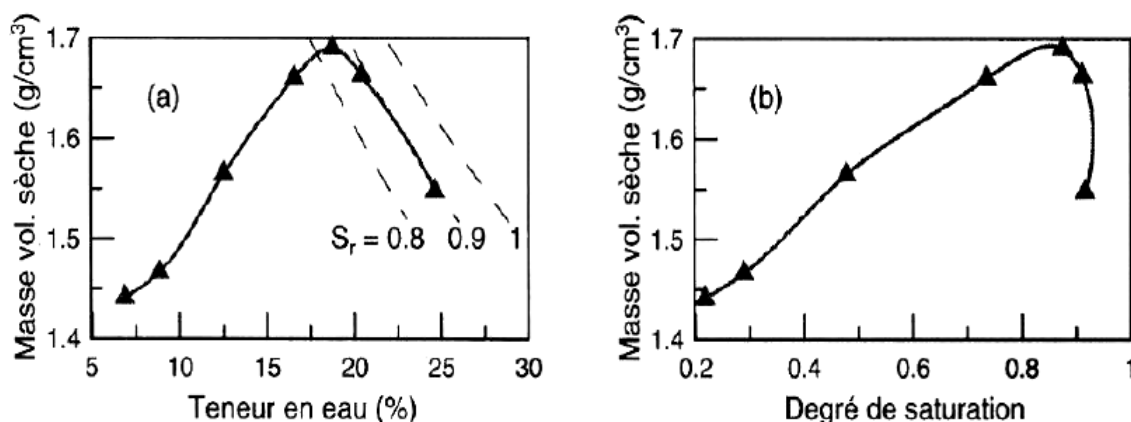 1.7
(a)
(b)
1.6
1.5
1.4
Masse vol. sèche (g/cm³)
S_r = 0.8 0.9 1
5 10 15 20 25 30
Teneur en eau (%)
1.7
1.6
1.5
1.4
Masse vol. sèche (g/cm³)
0.2 0.4 0.6 0.8 1
Degré de saturation